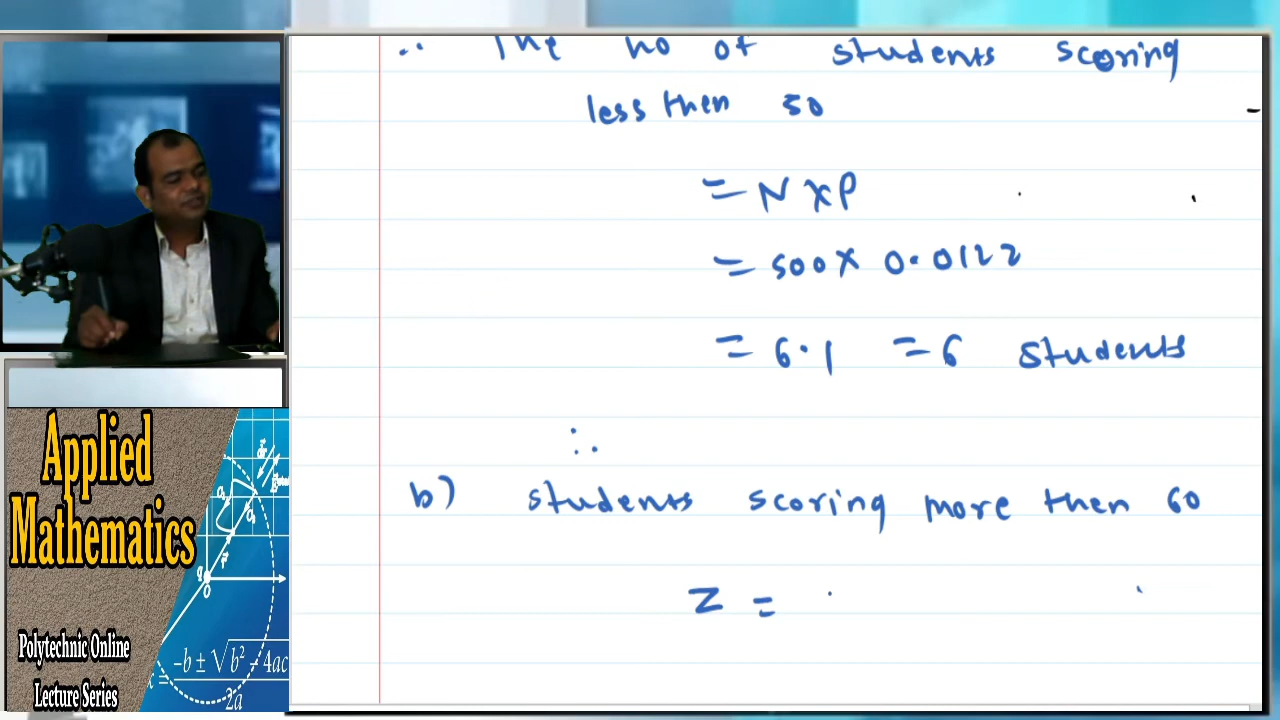 ∴ The no of students scoring
less then 50
= N x P
= 500 x 0.0122
= 6.1 = 6 students
∴
b) students scoring more then 60
Z =
Applied
Mathematics
Polytechnic Online
Lecture Series
-b ± √b² - 4ac
2a